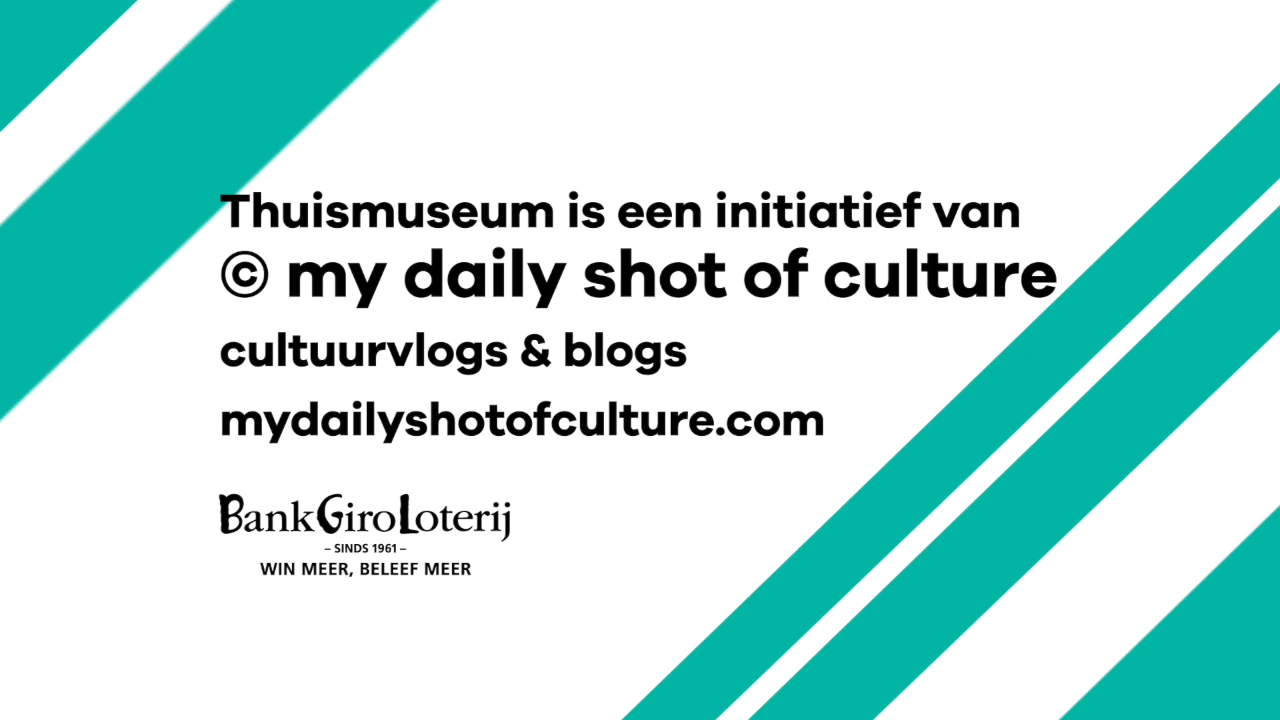 Thuismuseum is een initiatief van
© my daily shot of culture
cultuurvlogs & blogs
mydailyshotofculture.com
BankGiroLoterij
– SINDS 1961 –
WIN MEER, BELEEF MEER